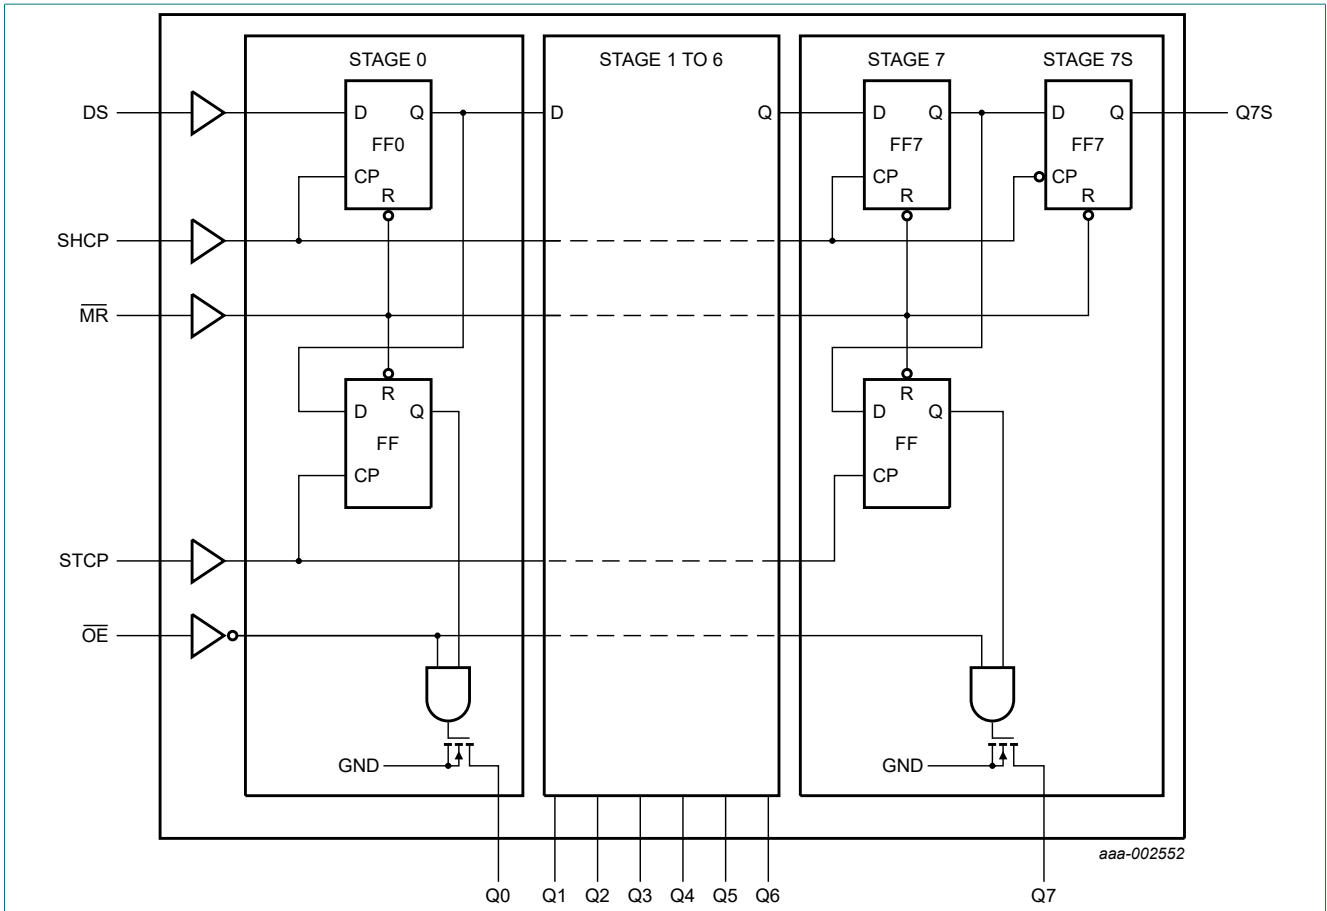 STAGE 0
STAGE 1 TO 6
STAGE 7
STAGE 7S
DS
D Q
FF0
CP
R
D Q
D Q
FF7
CP
R
D Q
FF7
CP
R
Q7S
SHCP
MR
R
D Q
FF
CP
R
D Q
FF
CP
STCP
OE
GND
GND
aaa-002552
Q0 Q1 Q2 Q3 Q4 Q5 Q6 Q7